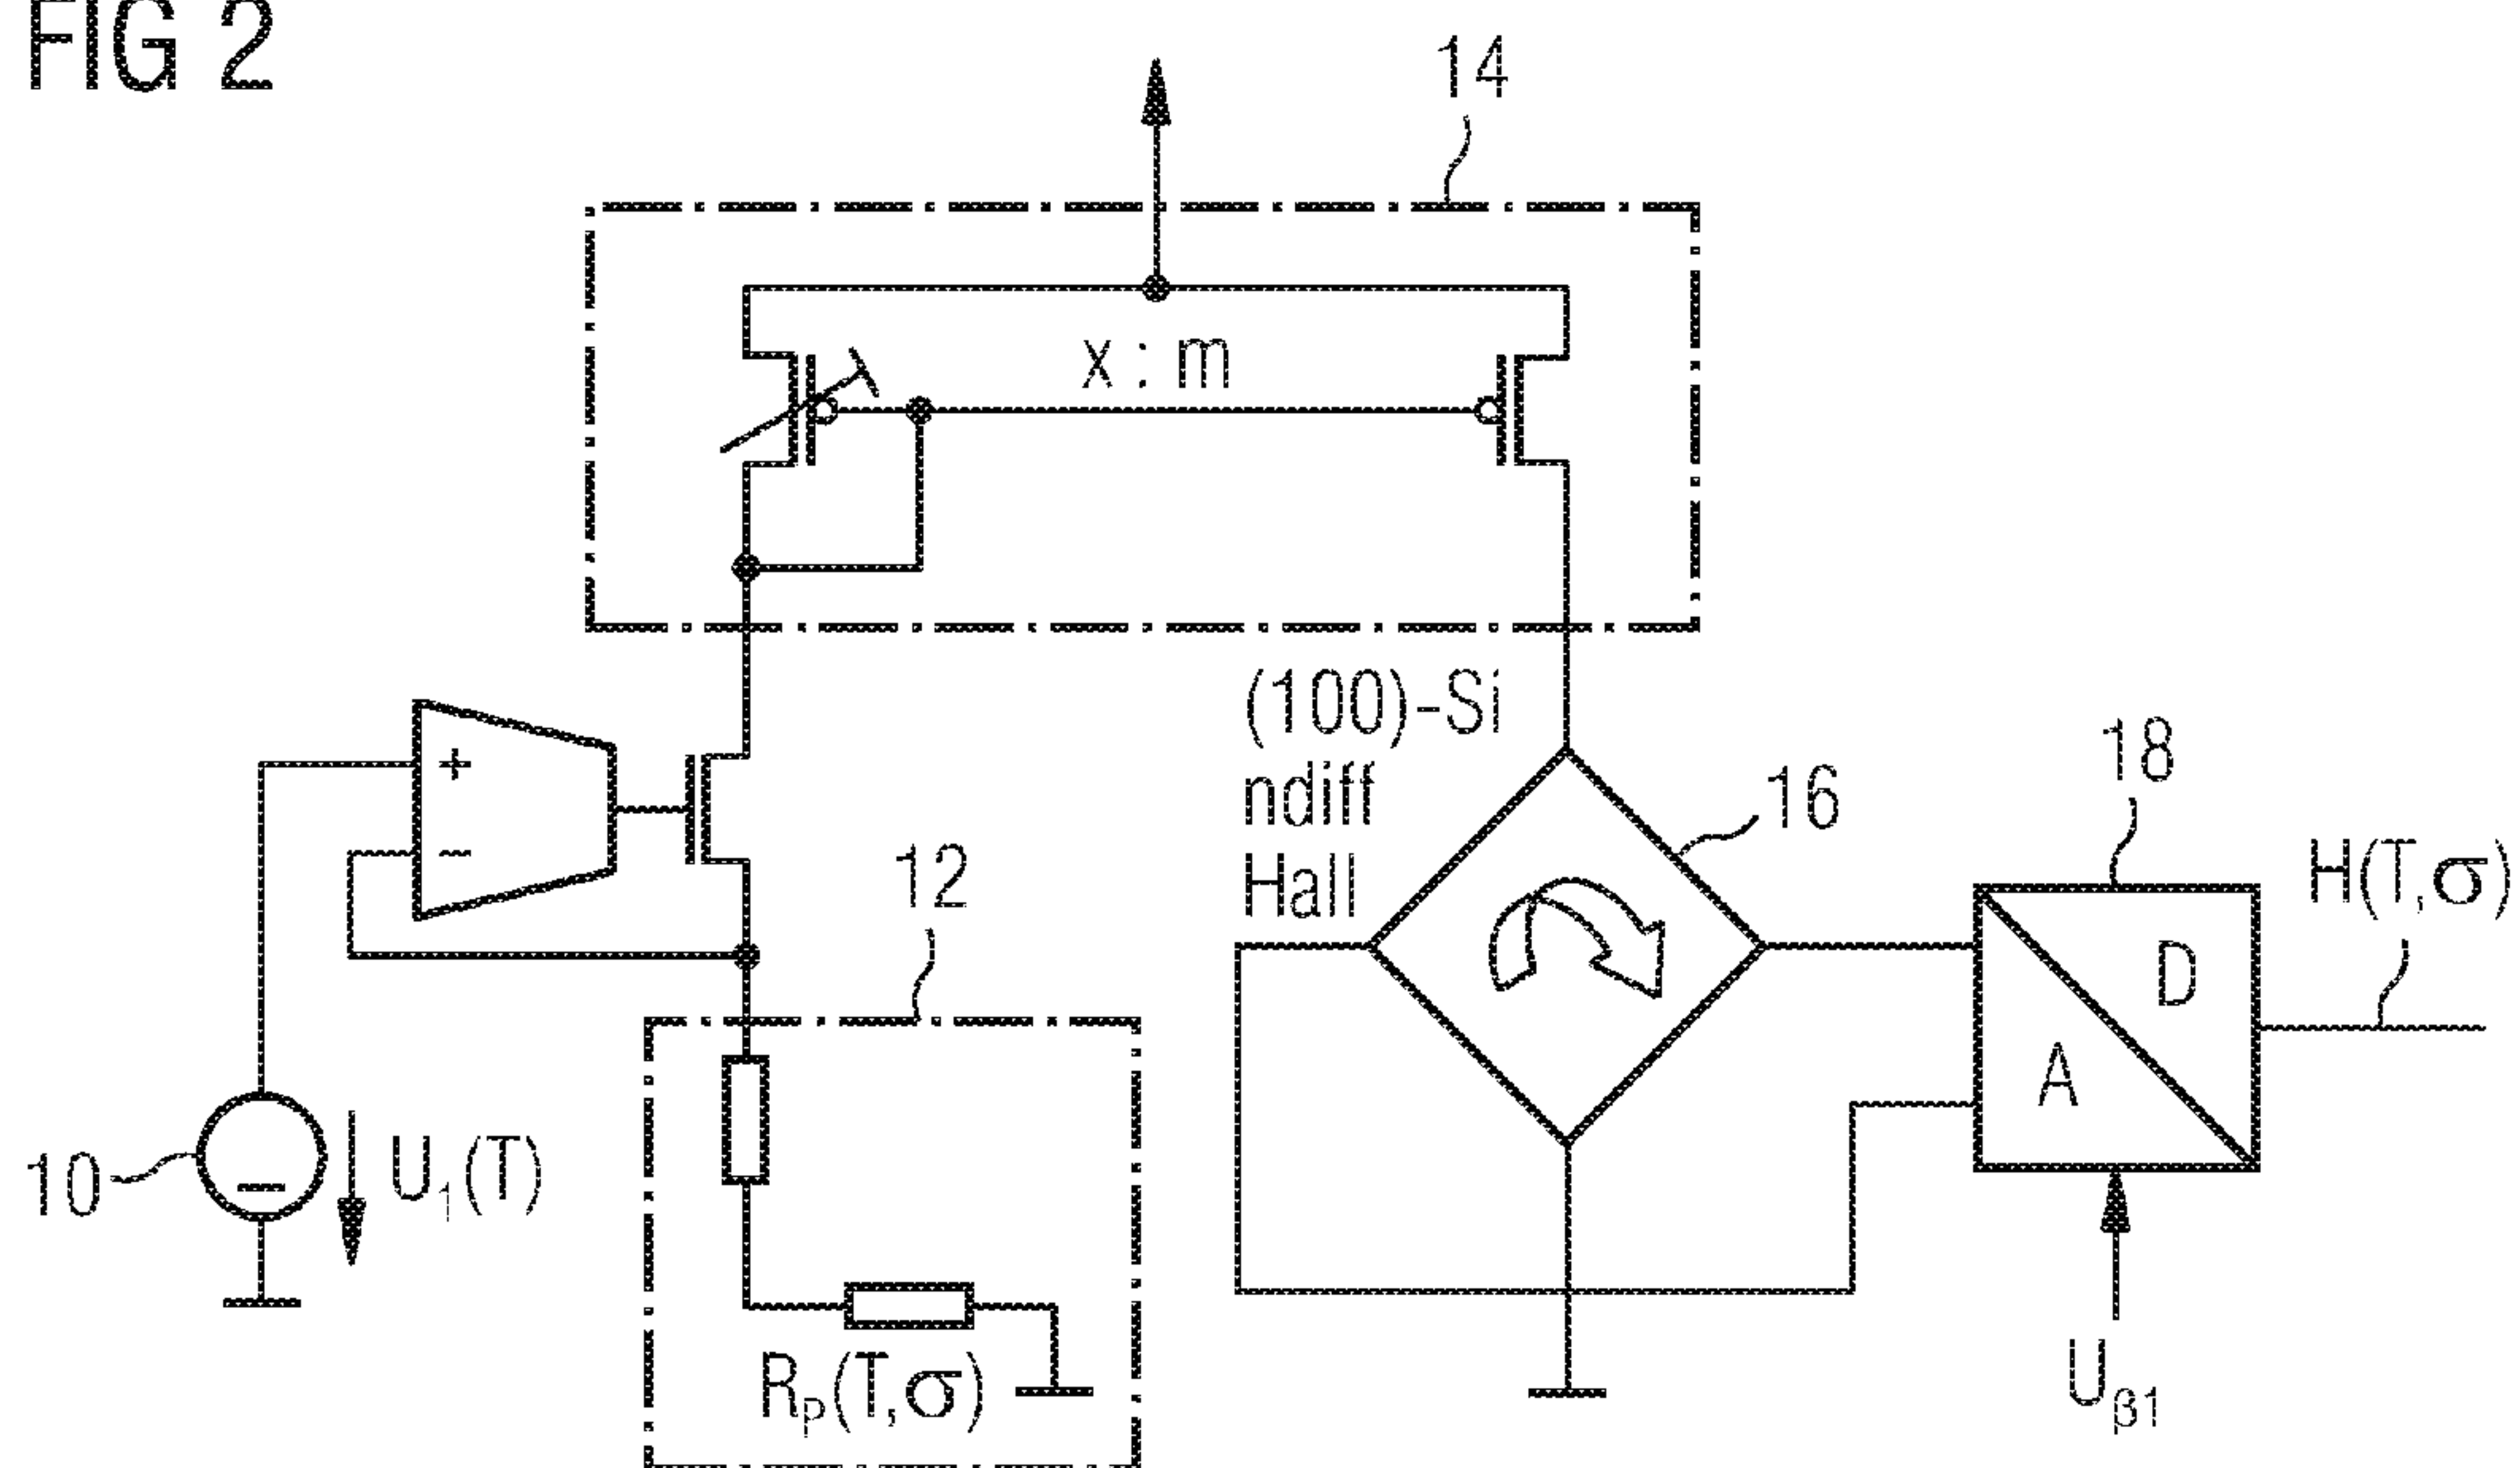 FIG 2
14
x : m
(100)-Si
ndiff
Hall
16
18
H(T,σ)
+
−
12
D
A
10
U₁(T)
Rₚ(T,σ)
Uᵦ₁